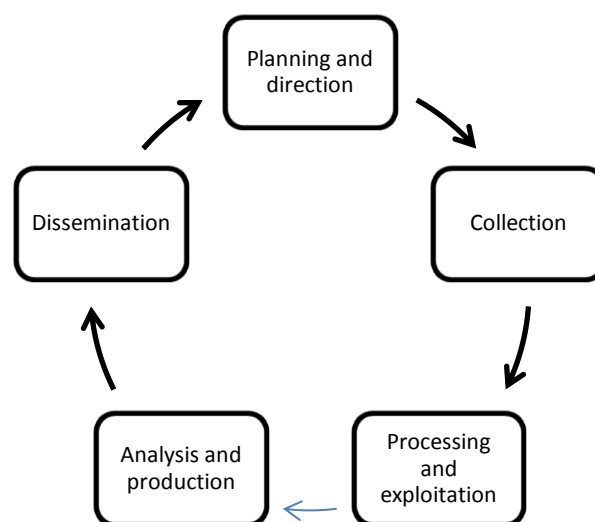 Planning and
direction
Collection
Processing
and
exploitation
Analysis and
production
Dissemination